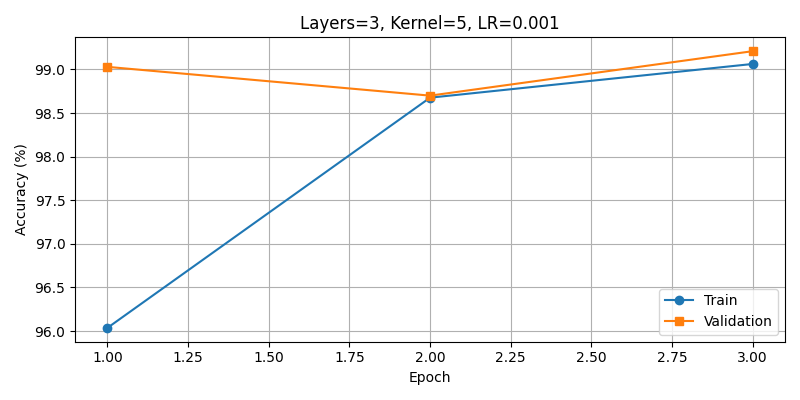 Layers=3, Kernel=5, LR=0.001
Accuracy (%)
99.0
98.5
98.0
97.5
97.0
96.5
96.0
Train
Validation
1.00 1.25 1.50 1.75 2.00 2.25 2.50 2.75 3.00
Epoch